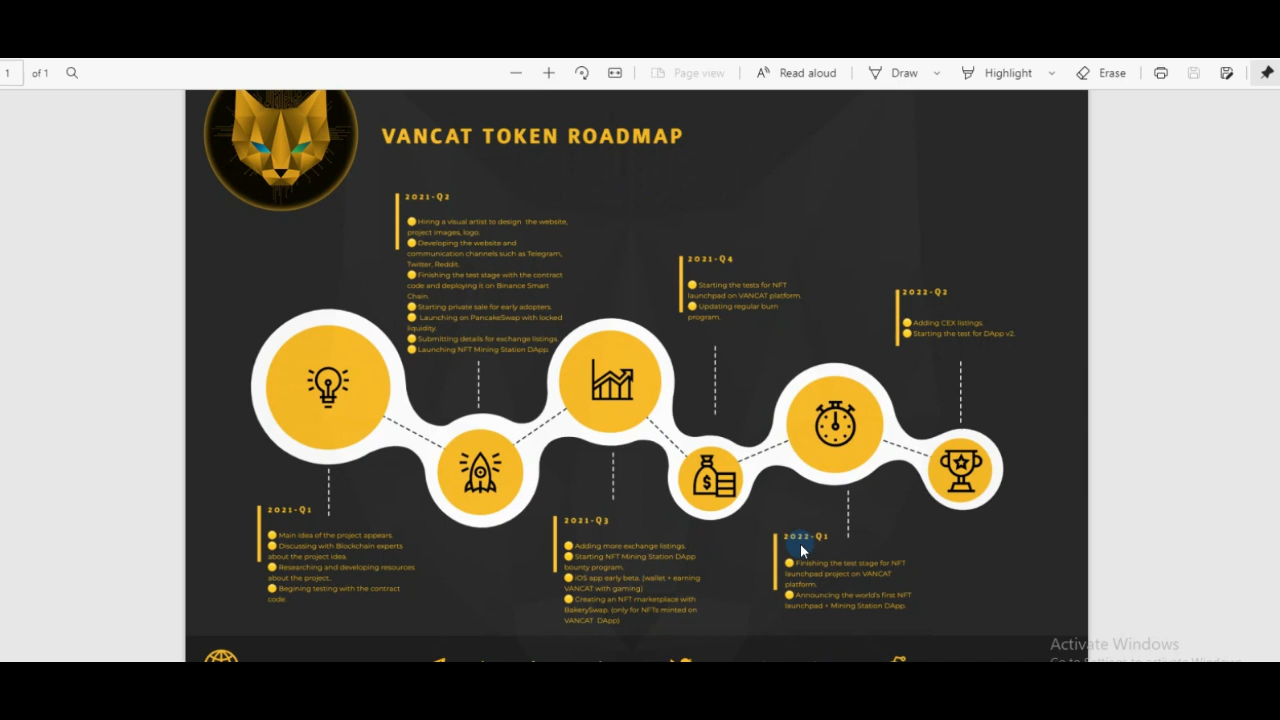 1 of 1 Page view Read aloud Draw Highlight Erase
VANCAT TOKEN ROADMAP
2021-Q2
Hiring a visual artist to design the website,
project images, logo.
Developing the website and
communication channels such as Telegram,
Twitter, Reddit.
Finishing the test stage with the contract
code and deploying it on Binance Smart
Chain.
Starting private sale for early adopters.
Launching on PancakeSwap with locked
liquidity.
Submitting details for exchange listings.
Launching NFT Mining Station DApp.
2021-Q4
Starting the tests for NFT
launchpad on VANCAT platform.
Updating regular burn
program.
2022-Q2
Adding CEX listings.
Starting the test for DApp v2.
2021-Q1
Main idea of the project appears.
Discussing with Blockchain experts
about the project idea.
Researching and developing resources
about the project,
Begining testing with the contract
code.
2021-Q3
Adding more exchange listings.
Starting NFT Mining Station DApp
bounty program.
iOS app early beta. (wallet + earning
VANCAT with gaming)
Creating an NFT marketplace with
BakerySwap. (only for NFTs minted on
VANCAT DApp)
2022-Q1
Finishing the test stage for NFT
launchpad project on VANCAT
platform.
Announcing the world's first NFT
launchpad + Mining Station DApp.
Activate Windows